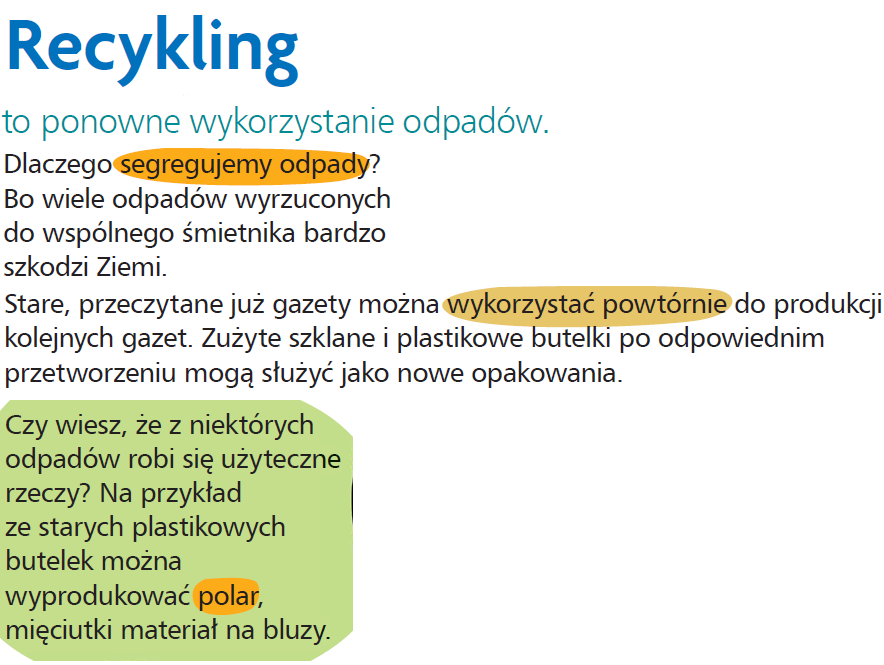 Recykling
to ponowne wykorzystanie odpadów.
Dlaczego segregujemy odpady?
Bo wiele odpadów wyrzuconych
do wspólnego śmietnika bardzo
szkodzi Ziemi.
Stare, przeczytane już gazety można wykorzystać powtórnie do produkcji
kolejnych gazet. Zużyte szklane i plastikowe butelki po odpowiednim
przetworzeniu mogą służyć jako nowe opakowania.
Czy wiesz, że z niektórych
odpadów robi się użyteczne
rzeczy? Na przykład
ze starych plastikowych
butelek można
wyprodukować polar,
mięciutki materiał na bluzy.